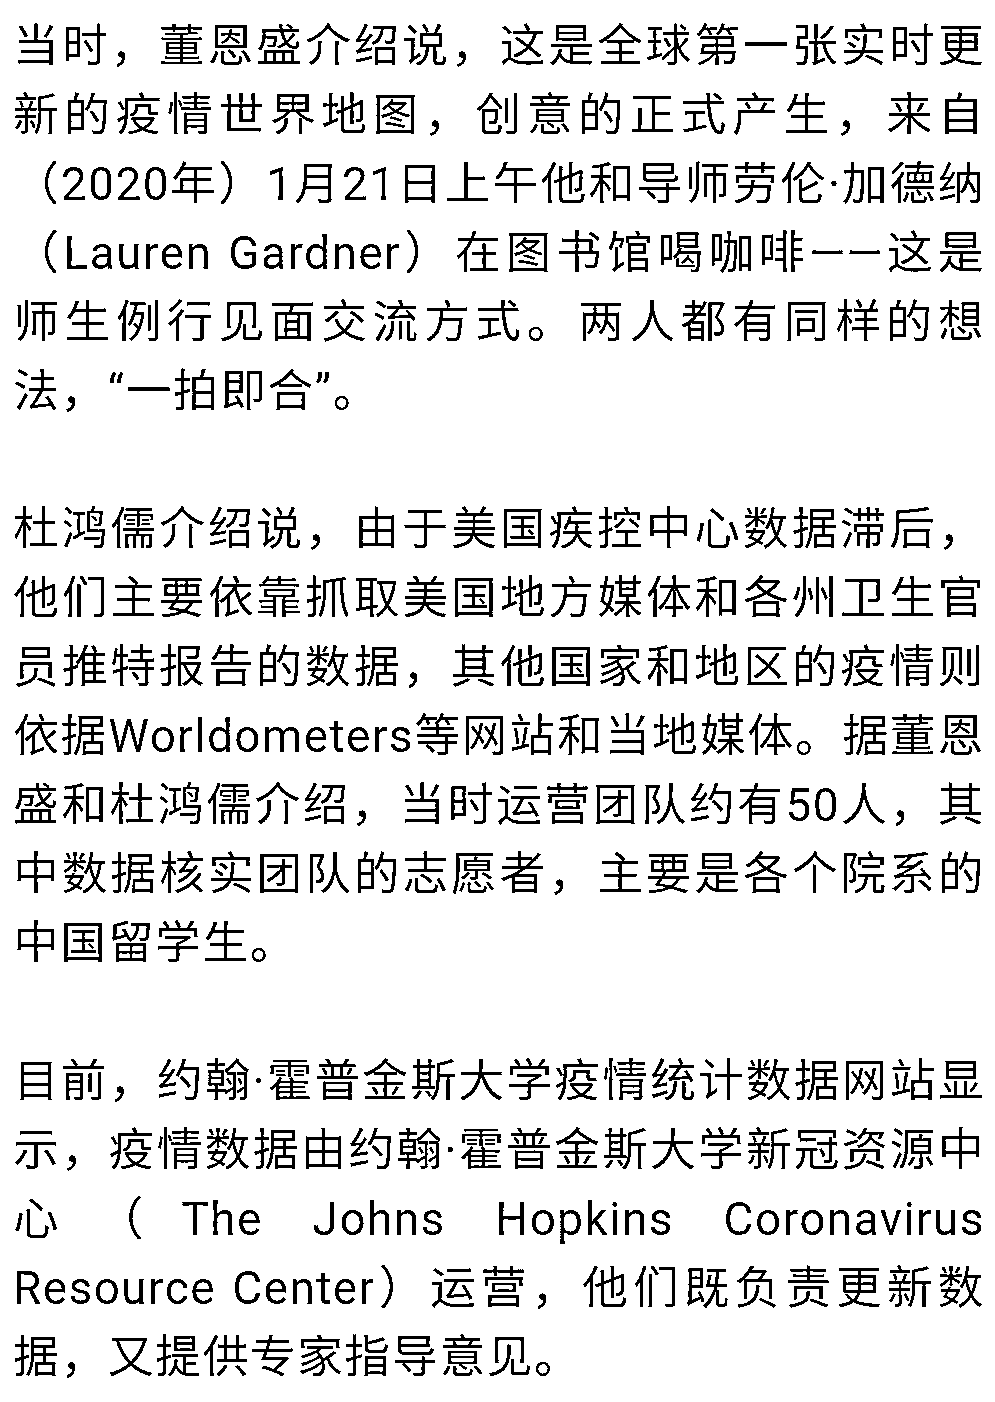 当时，董恩盛介绍说，这是全球第一张实时更
新的疫情世界地图，创意的正式产生，来自
（2020年）1月21日上午他和导师劳伦·加德纳
（Lauren Gardner）在图书馆喝咖啡——这是
师生例行见面交流方式。两人都有同样的想
法，“一拍即合”。
杜鸿儒介绍说，由于美国疾控中心数据滞后，
他们主要依靠抓取美国地方媒体和各州卫生官
员推特报告的数据，其他国家和地区的疫情则
依据Worldometers等网站和当地媒体。据董恩
盛和杜鸿儒介绍，当时运营团队约有50人，其
中数据核实团队的志愿者，主要是各个院系的
中国留学生。
目前，约翰·霍普金斯大学疫情统计数据网站显
示，疫情数据由约翰·霍普金斯大学新冠资源中
心（The Johns Hopkins Coronavirus
Resource Center）运营，他们既负责更新数
据，又提供专家指导意见。